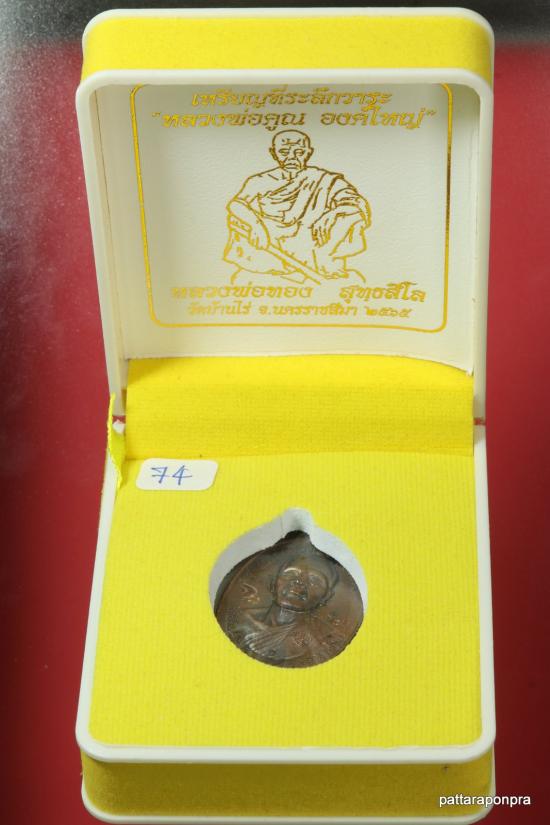 เหรียญที่ระลึกวาระ
"หลวงพ่อคูณ องค์ใหญ่"
หลวงพ่อทอง สุทธสีโล
วัดบ้านไร่ จ.นครราชสีมา ๒๕๖๕
74
pattaraponpra